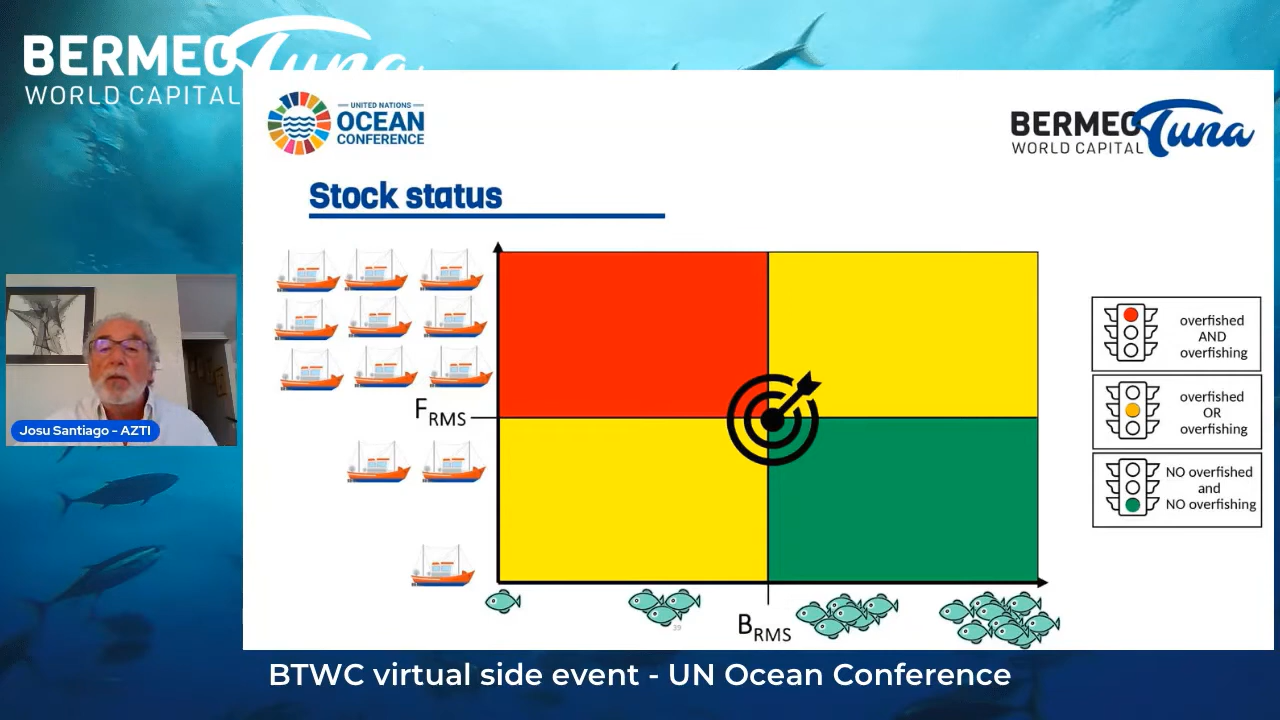 BERMEO Tuna
WORLD CAPITAL
UNITED NATIONS
OCEAN
CONFERENCE
BERMEO Tuna
WORLD CAPITAL
Stock status
overfished
AND
overfishing
overfished
OR
overfishing
NO overfished
and
NO overfishing
FRMS
BRMS
39
Josu Santiago - AZTI
BTWC virtual side event - UN Ocean Conference